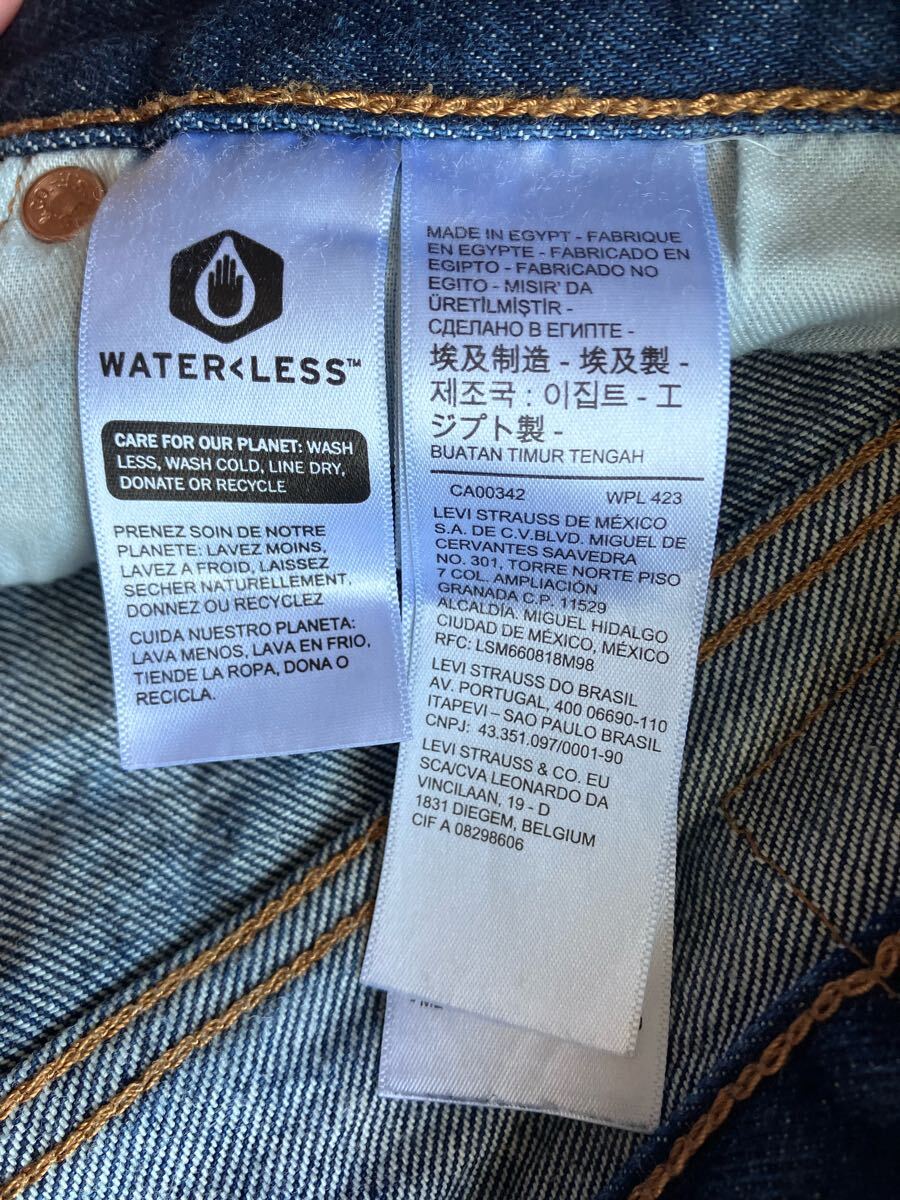 WATER<LESS™
CARE FOR OUR PLANET: WASH
LESS, WASH COLD, LINE DRY,
DONATE OR RECYCLE
PRENEZ SOIN DE NOTRE
PLANETE: LAVEZ MOINS,
LAVEZ A FROID, LAISSEZ
SECHER NATURELLEMENT,
DONNEZ OU RECYCLEZ
CUIDA NUESTRO PLANETA:
LAVA MENOS, LAVA EN FRIO,
TIENDE LA ROPA, DONA O
RECICLA.
MADE IN EGYPT - FABRIQUE
EN EGYPTE - FABRICADO EN
EGIPTO - FABRICADO NO
EGITO - MISIR' DA
ÜRETİLMİŞTİR -
СДЕЛАНО В ЕГИПТЕ -
埃及制造 - 埃及製 -
제조국 : 이집트 - エ
ジプト製 -
BUATAN TIMUR TENGAH
CA00342 WPL 423
LEVI STRAUSS DE MÉXICO
S.A. DE C.V.BLVD. MIGUEL DE
CERVANTES SAAVEDRA
NO. 301, TORRE NORTE PISO
7 COL. AMPLIACIÓN
GRANADA C.P. 11529
ALCALDÍA. MIGUEL HIDALGO
CIUDAD DE MÉXICO, MÉXICO
RFC: LSM660818M98
LEVI STRAUSS DO BRASIL
AV. PORTUGAL, 400 06690-110
ITAPEVI – SAO PAULO BRASIL
CNPJ: 43.351.097/0001-90
LEVI STRAUSS & CO. EU
SCA/CVA LEONARDO DA
VINCILAAN, 19 - D
1831 DIEGEM, BELGIUM
CIF A 08298606